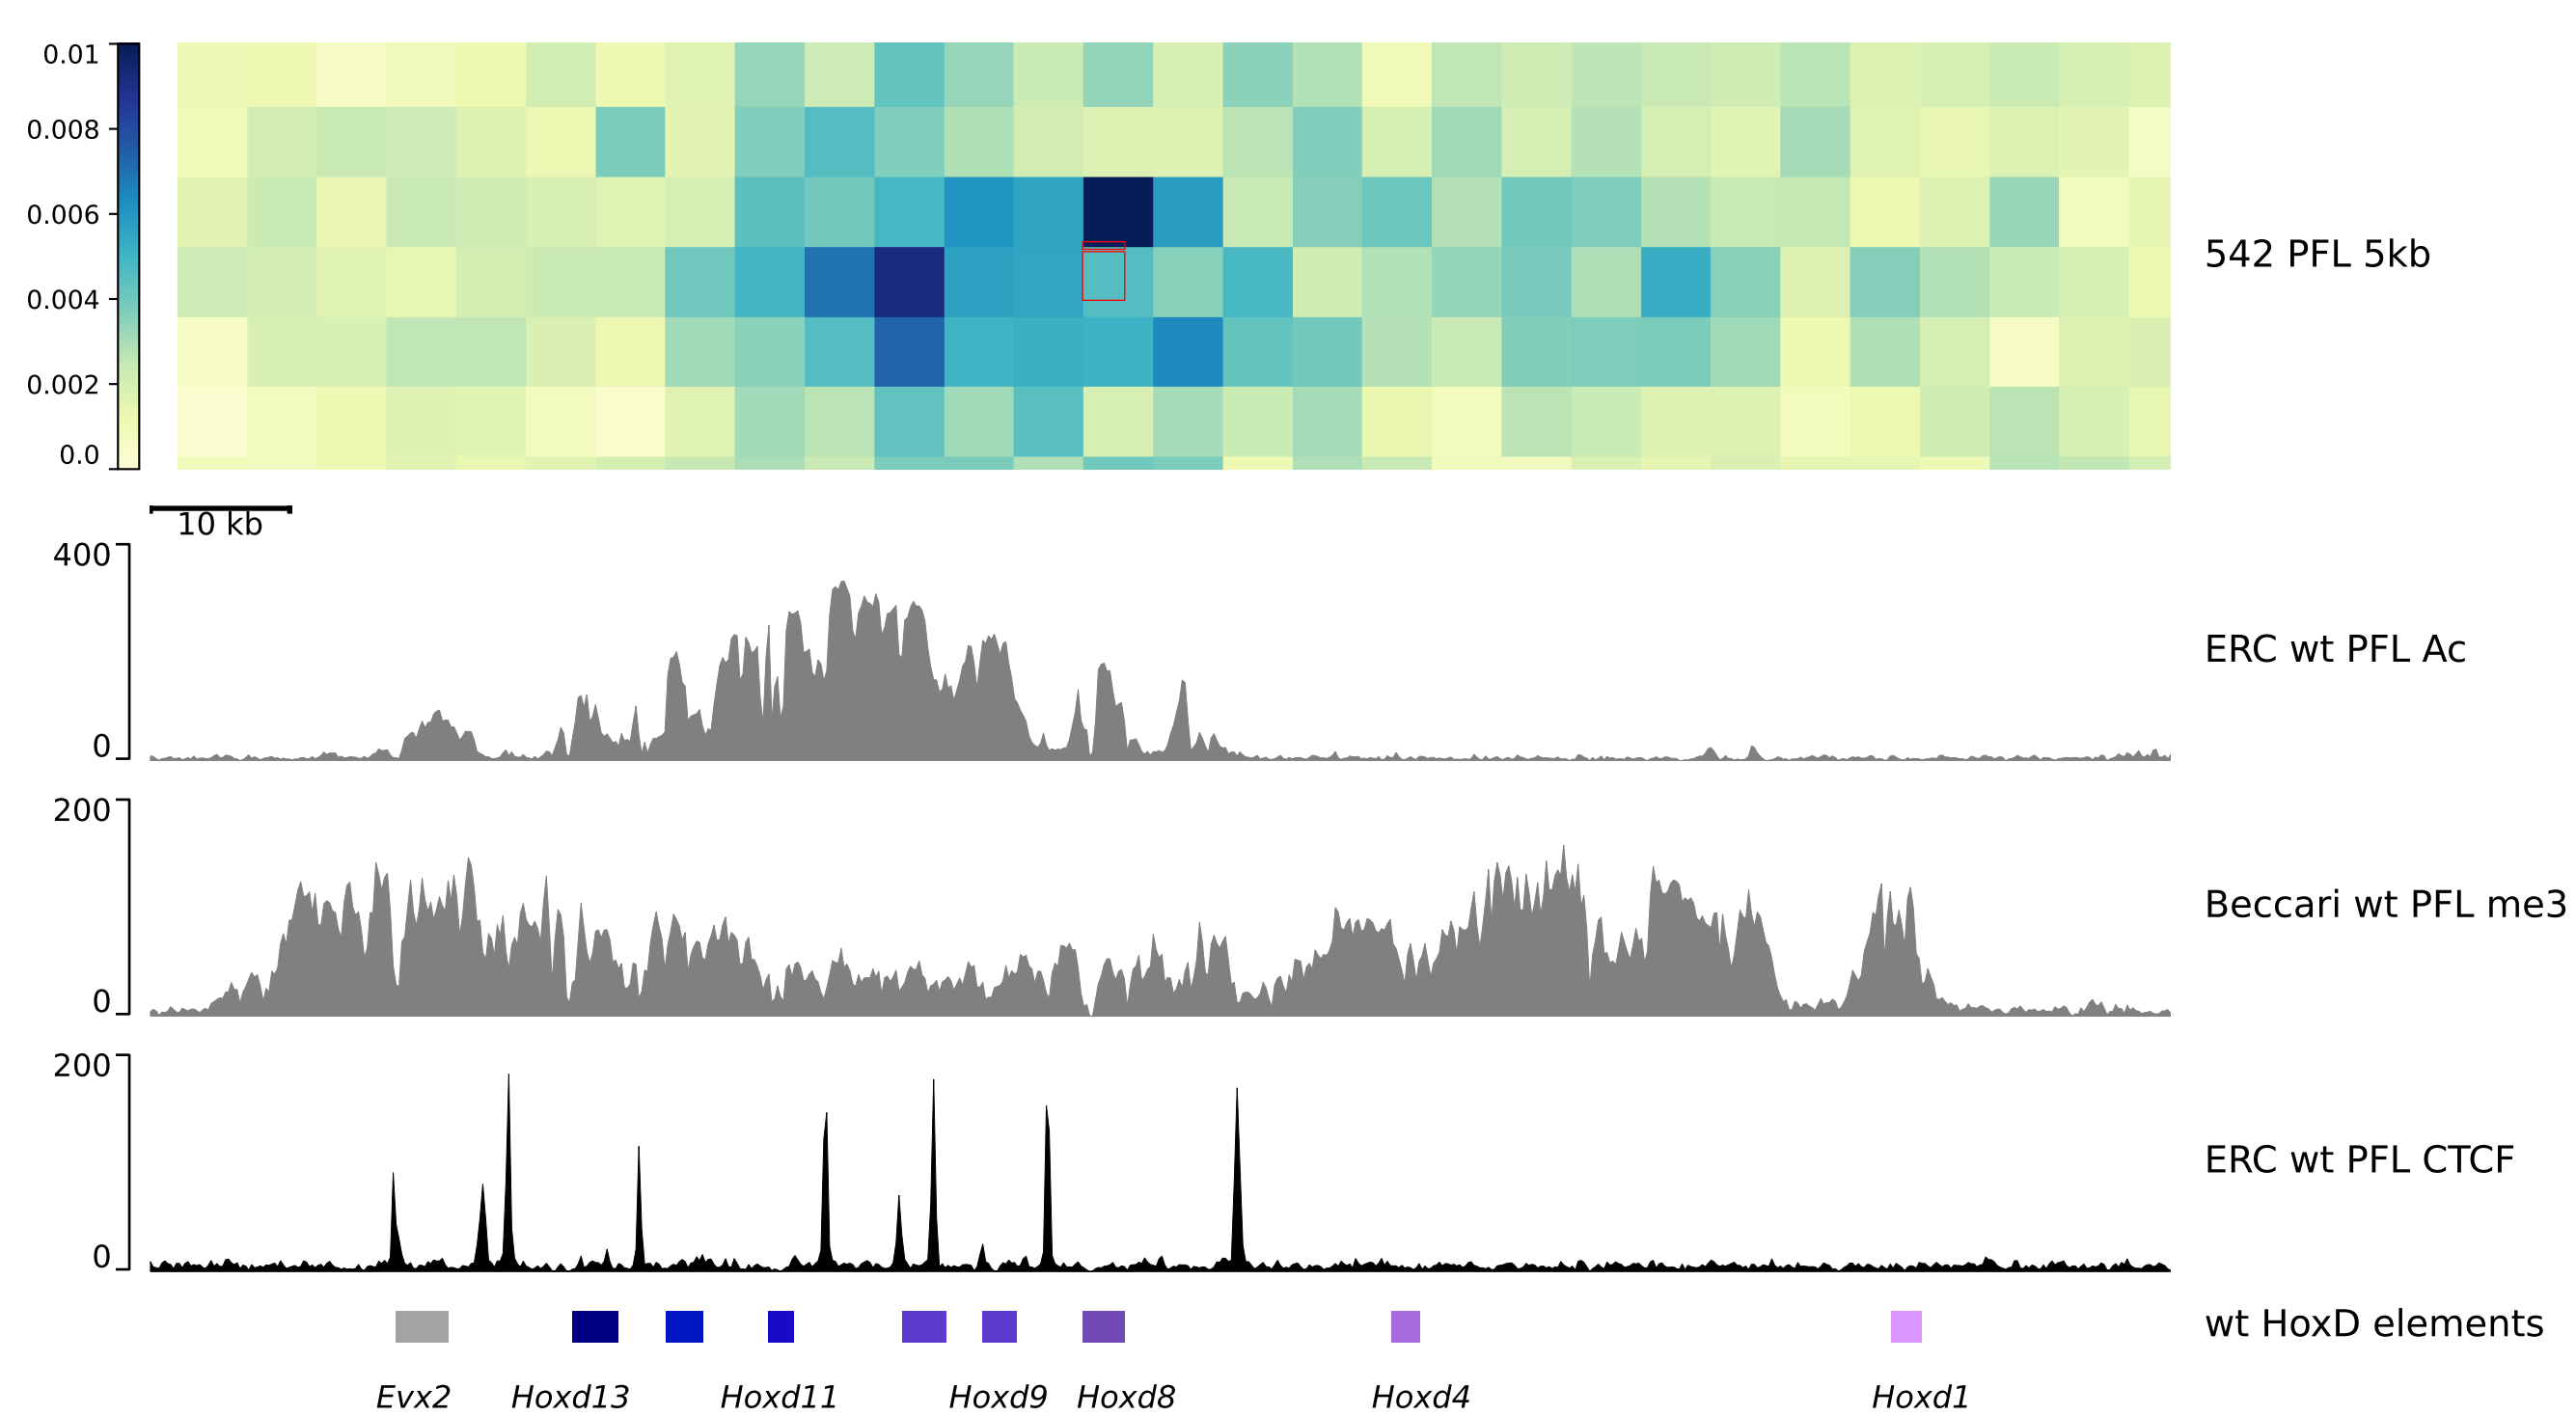 0.01
0.008
0.006
0.004
0.002
0.0
542 PFL 5kb
10 kb
400
0
ERC wt PFL Ac
200
0
Beccari wt PFL me3
200
0
ERC wt PFL CTCF
wt HoxD elements
Evx2 Hoxd13 Hoxd11 Hoxd9 Hoxd8 Hoxd4 Hoxd1